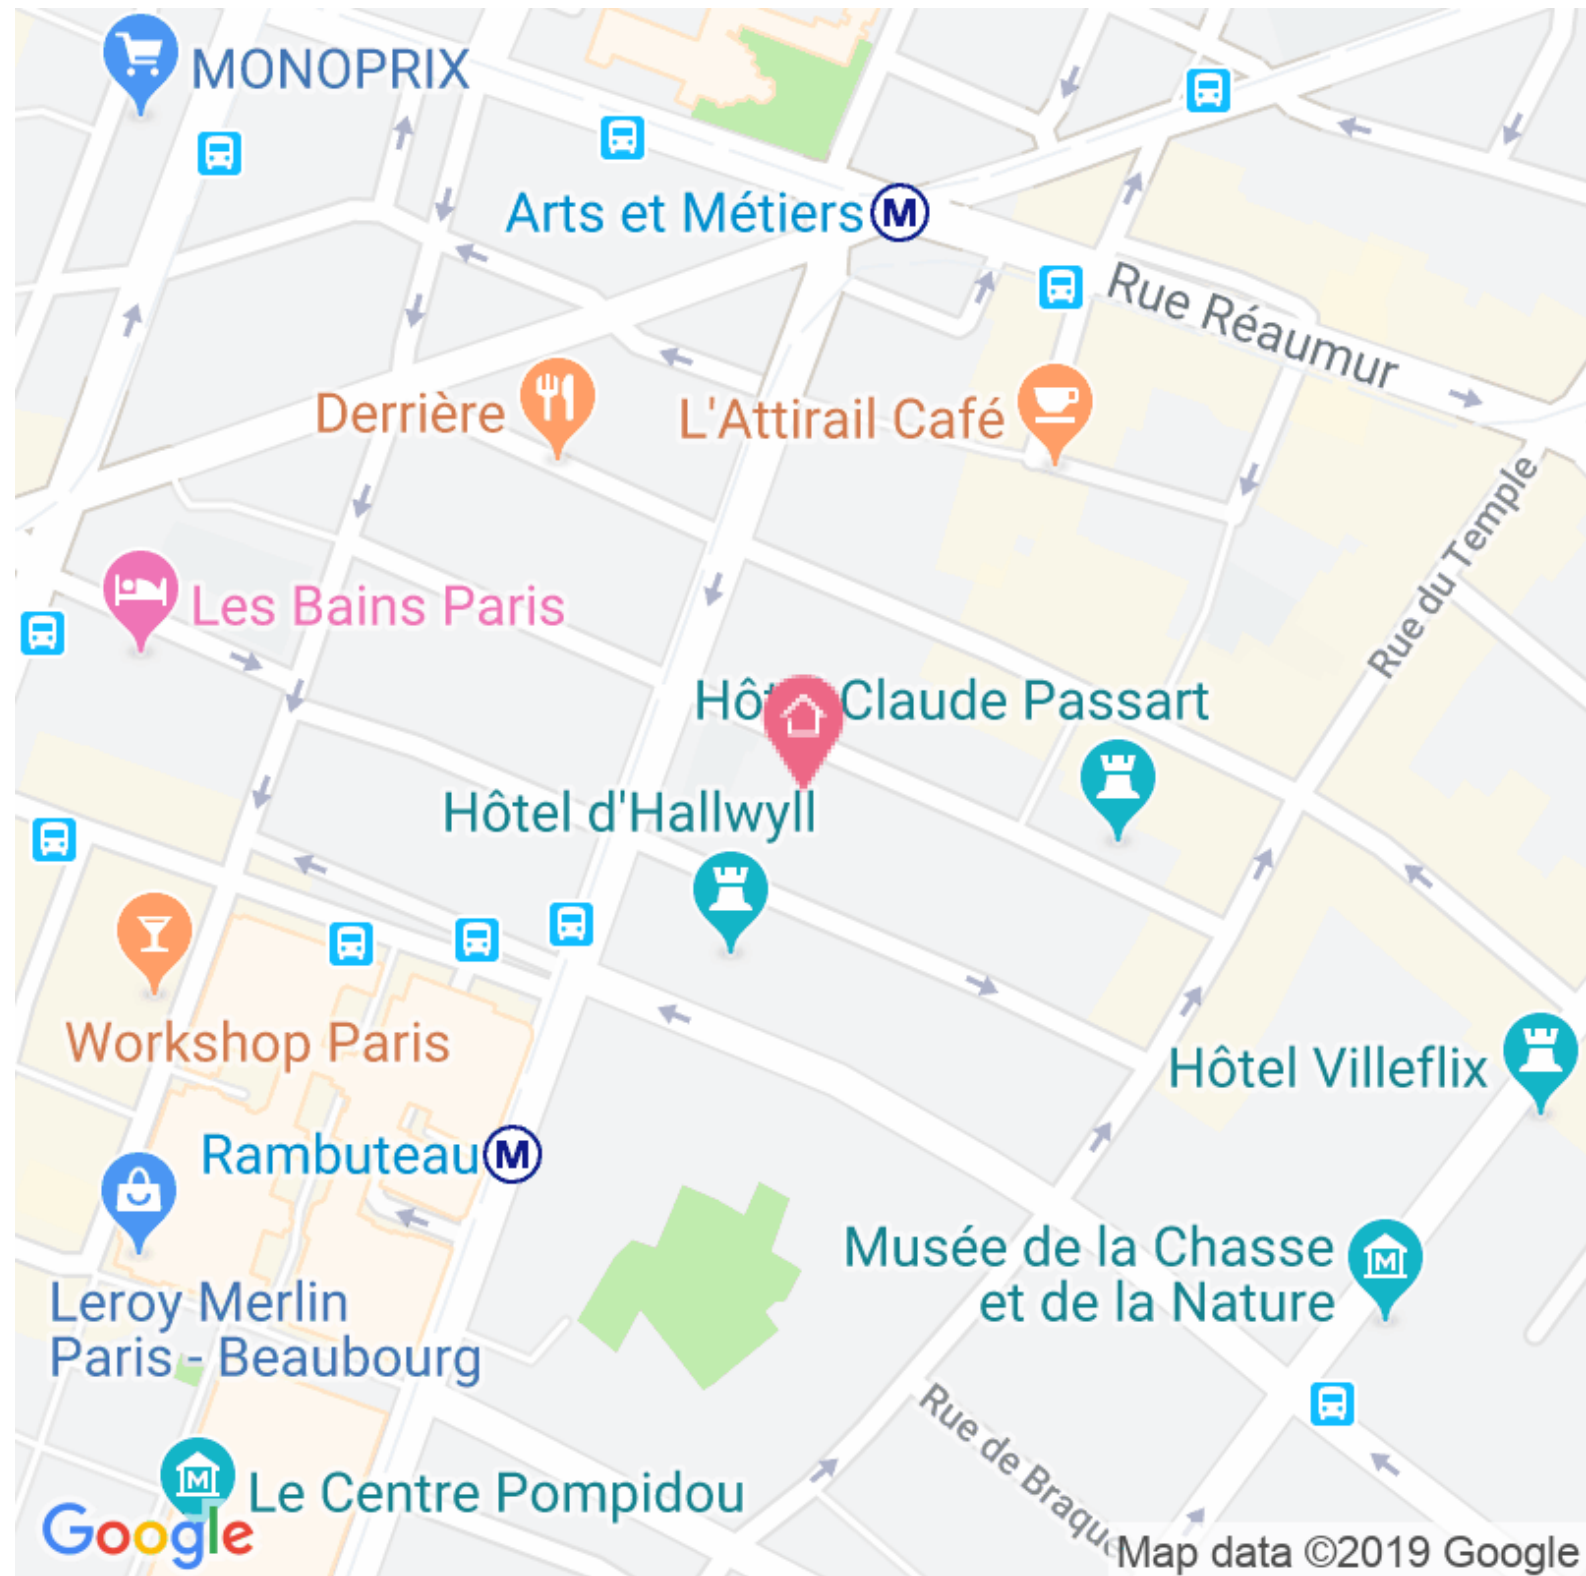 MONOPRIX
Arts et Métiers M
Rue Réaumur
Derrière
L'Attirail Café
Rue du Temple
Les Bains Paris
Hôt Claude Passart
Hôtel d'Hallwyll
Workshop Paris
Hôtel Villeflix
Rambuteau M
Musée de la Chasse
et de la Nature
M
Leroy Merlin
Paris - Beaubourg
Rue de Braque
M
Le Centre Pompidou
Google
Map data ©2019 Google